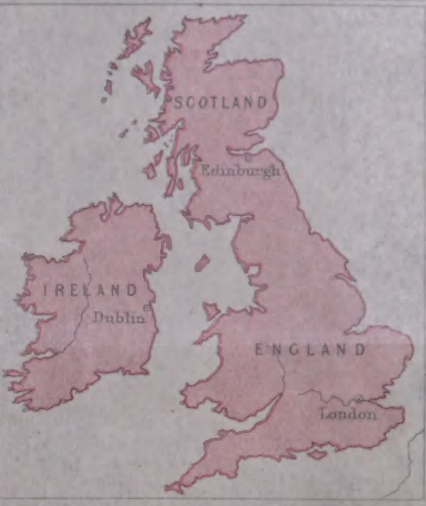 SCOTLAND
Edinburgh
IRELAND
Dublin
ENGLAND
London